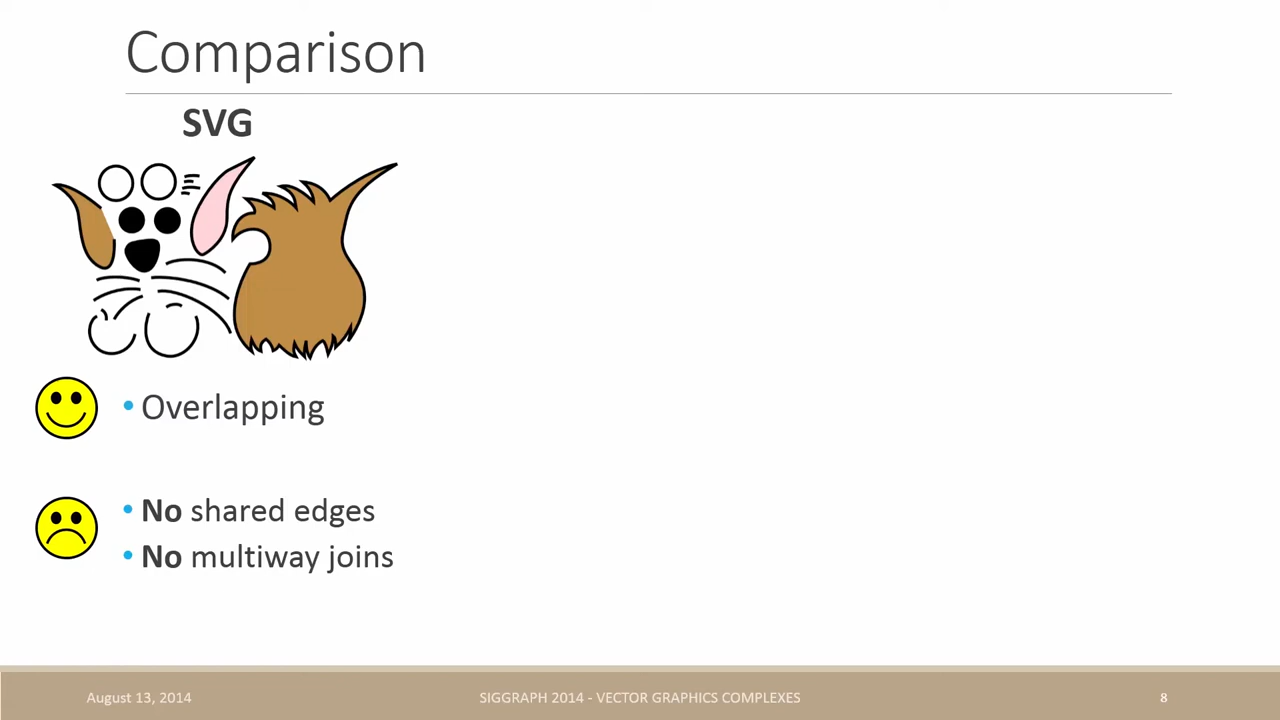 Comparison
SVG
• Overlapping
• No shared edges
• No multiway joins
August 13, 2014
SIGGRAPH 2014 - VECTOR GRAPHICS COMPLEXES
8